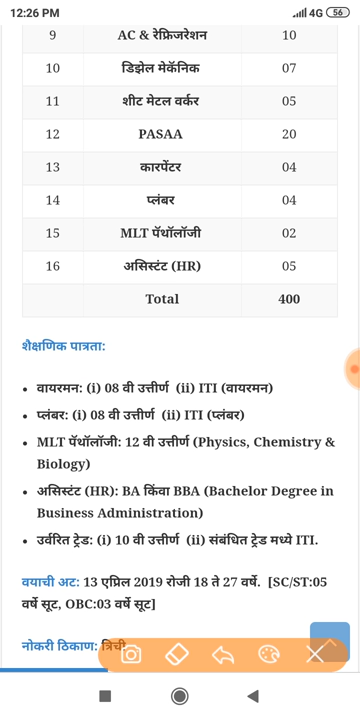 12:26 PM 4G 56
9 AC & रेफ्रिजरेशन 10
10 डिझेल मेकॅनिक 07
11 शीट मेटल वर्कर 05
12 PASAA 20
13 कारपेंटर 04
14 प्लंबर 04
15 MLT पॅथॉलॉजी 02
16 असिस्टंट (HR) 05
Total 400
शैक्षणिक पात्रता:
• वायरमन: (i) 08 वी उत्तीर्ण (ii) ITI (वायरमन)
• प्लंबर: (i) 08 वी उत्तीर्ण (ii) ITI (प्लंबर)
• MLT पॅथॉलॉजी: 12 वी उत्तीर्ण (Physics, Chemistry &
Biology)
• असिस्टंट (HR): BA किंवा BBA (Bachelor Degree in
Business Administration)
• उर्वरित ट्रेड: (i) 10 वी उत्तीर्ण (ii) संबंधित ट्रेड मध्ये ITI.
वयाची अट: 13 एप्रिल 2019 रोजी 18 ते 27 वर्षे. [SC/ST:05
वर्षे सूट, OBC:03 वर्षे सूट]
नोकरी ठिकाण: त्रिची